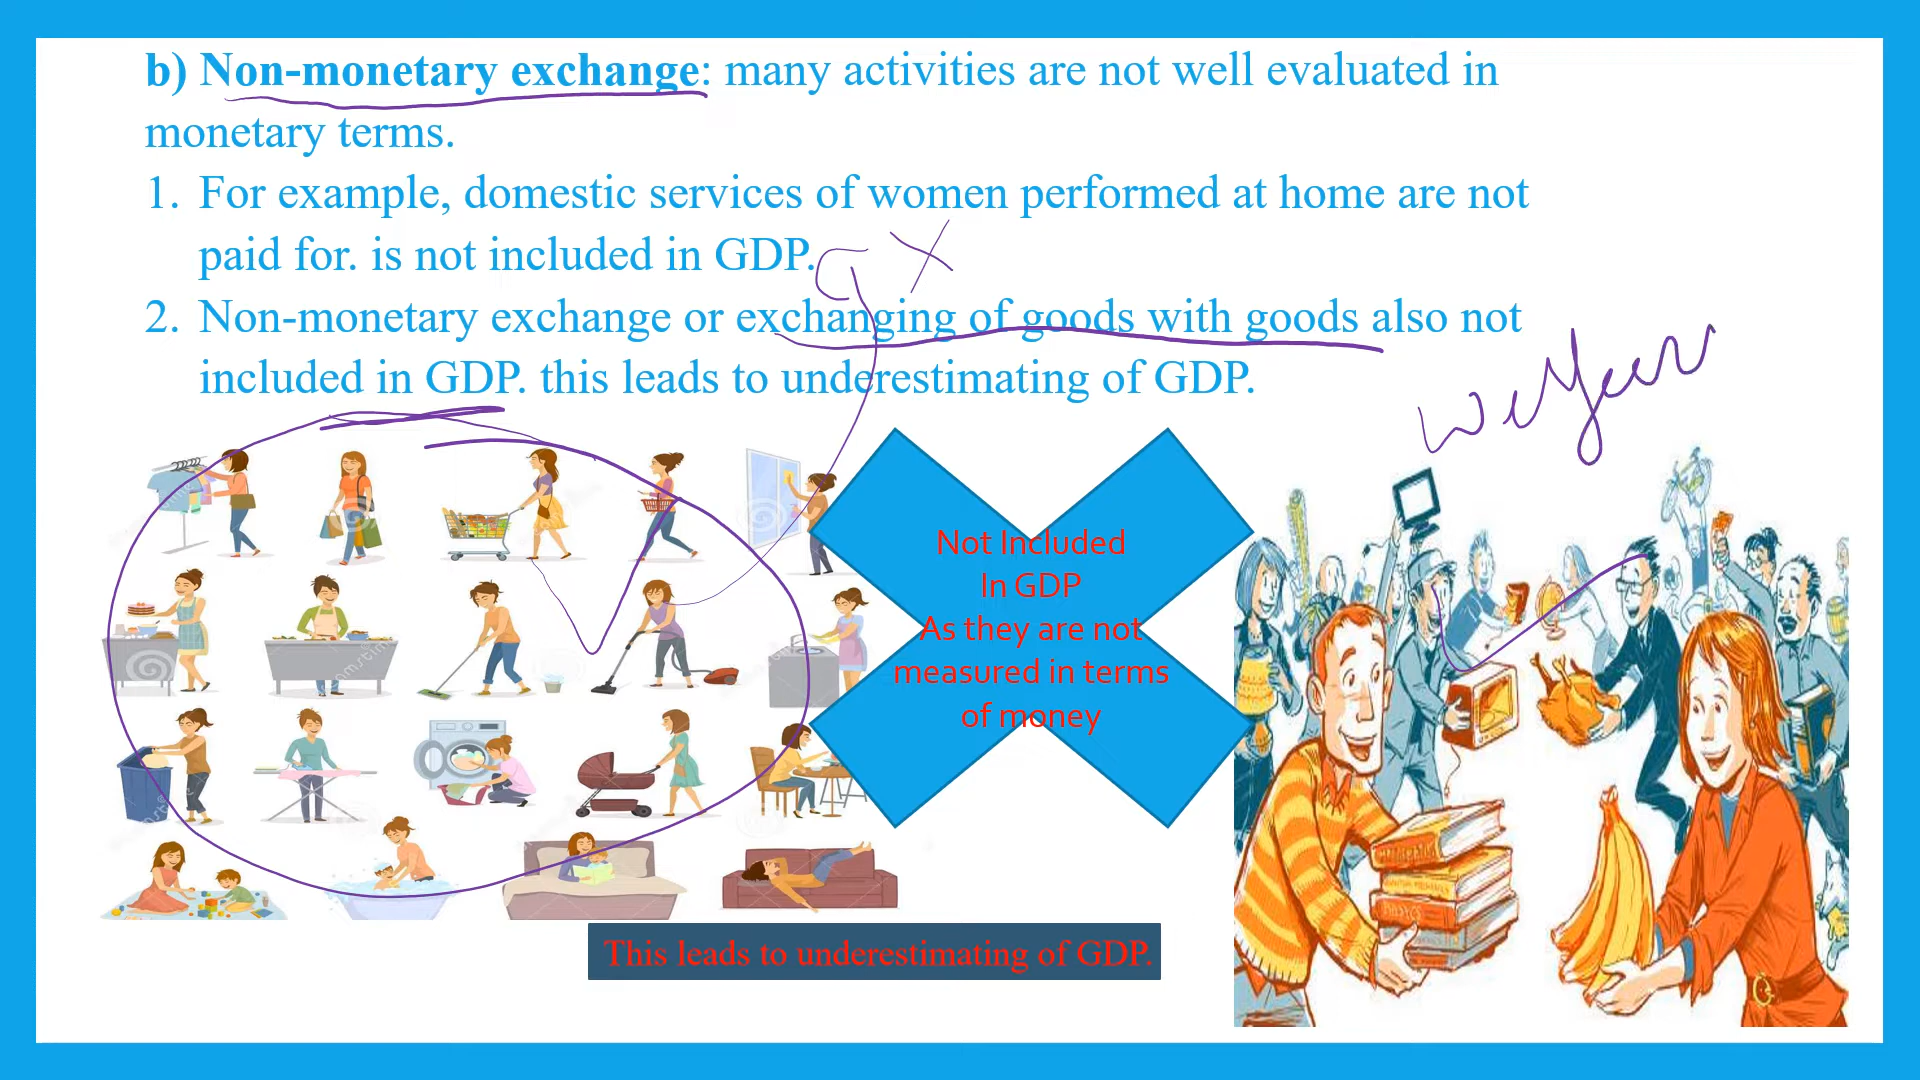 b) Non-monetary exchange: many activities are not well evaluated in
monetary terms.
1. For example, domestic services of women performed at home are not
paid for. is not included in GDP.
2. Non-monetary exchange or exchanging of goods with goods also not
included in GDP. this leads to underestimating of GDP.
Not Included
In GDP
As they are not
measured in terms
of money
This leads to underestimating of GDP.